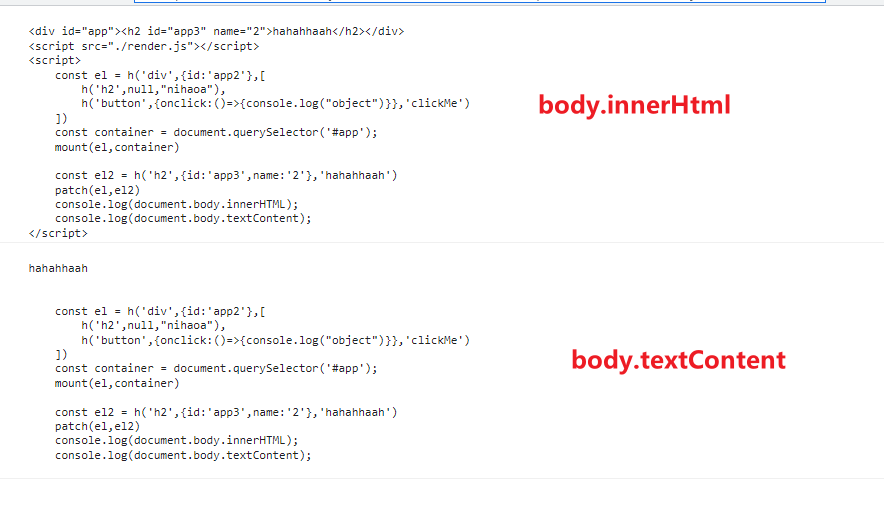 <div id="app"><h2 id="app3" name="2">hahahhaah</h2></div>
<script src="./render.js"></script>
<script>
    const el = h('div',{id:'app2'},[
        h('h2',null,"nihaoa"),
        h('button',{onclick:()=>{console.log("object")}},'clickMe')
    ])
    const container = document.querySelector('#app');
    mount(el,container)

    const el2 = h('h2',{id:'app3',name:'2'},'hahahhaah')
    patch(el,el2)
    console.log(document.body.innerHTML);
    console.log(document.body.textContent);
</script>
body.innerHtml
hahahhaah

    const el = h('div',{id:'app2'},[
        h('h2',null,"nihaoa"),
        h('button',{onclick:()=>{console.log("object")}},'clickMe')
    ])
    const container = document.querySelector('#app');
    mount(el,container)

    const el2 = h('h2',{id:'app3',name:'2'},'hahahhaah')
    patch(el,el2)
    console.log(document.body.innerHTML);
    console.log(document.body.textContent);
body.textContent